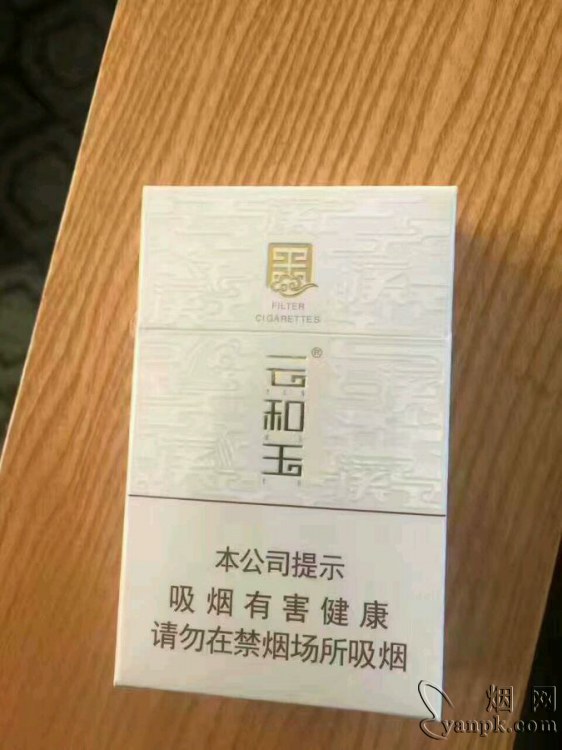 FILTER
CIGARETTES
云和玉®
本公司提示
吸烟有害健康
请勿在禁烟场所吸烟
烟网
yanpk.com